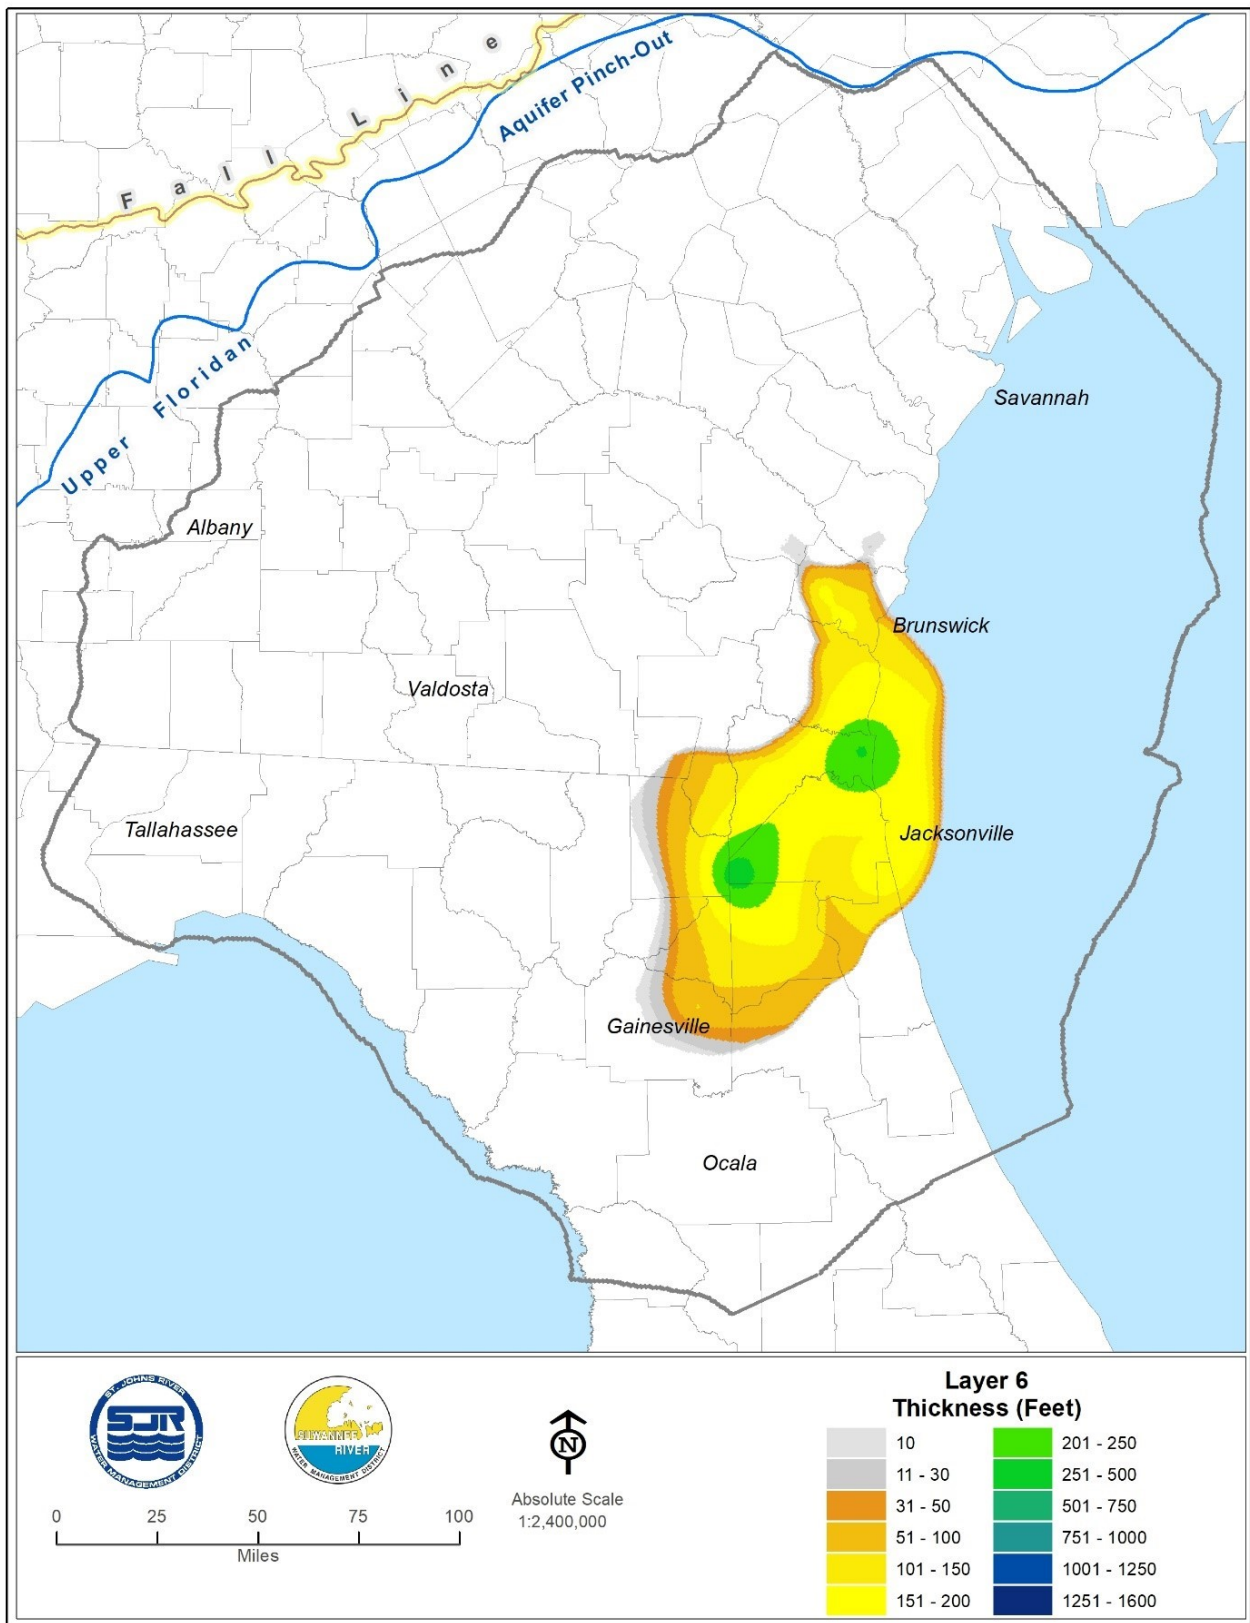 Fall Line
Aquifer Pinch-Out
Upper Floridan
Savannah
Albany
Brunswick
Valdosta
Tallahassee
Jacksonville
Gainesville
Ocala
ST. JOHNS RIVER
SJR
WATER MANAGEMENT DISTRICT
SUWANNEE
RIVER
WATER MANAGEMENT DISTRICT
N
Absolute Scale
1:2,400,000
0 25 50 75 100
Miles
Layer 6
Thickness (Feet)
10
11 - 30
31 - 50
51 - 100
101 - 150
151 - 200
201 - 250
251 - 500
501 - 750
751 - 1000
1001 - 1250
1251 - 1600